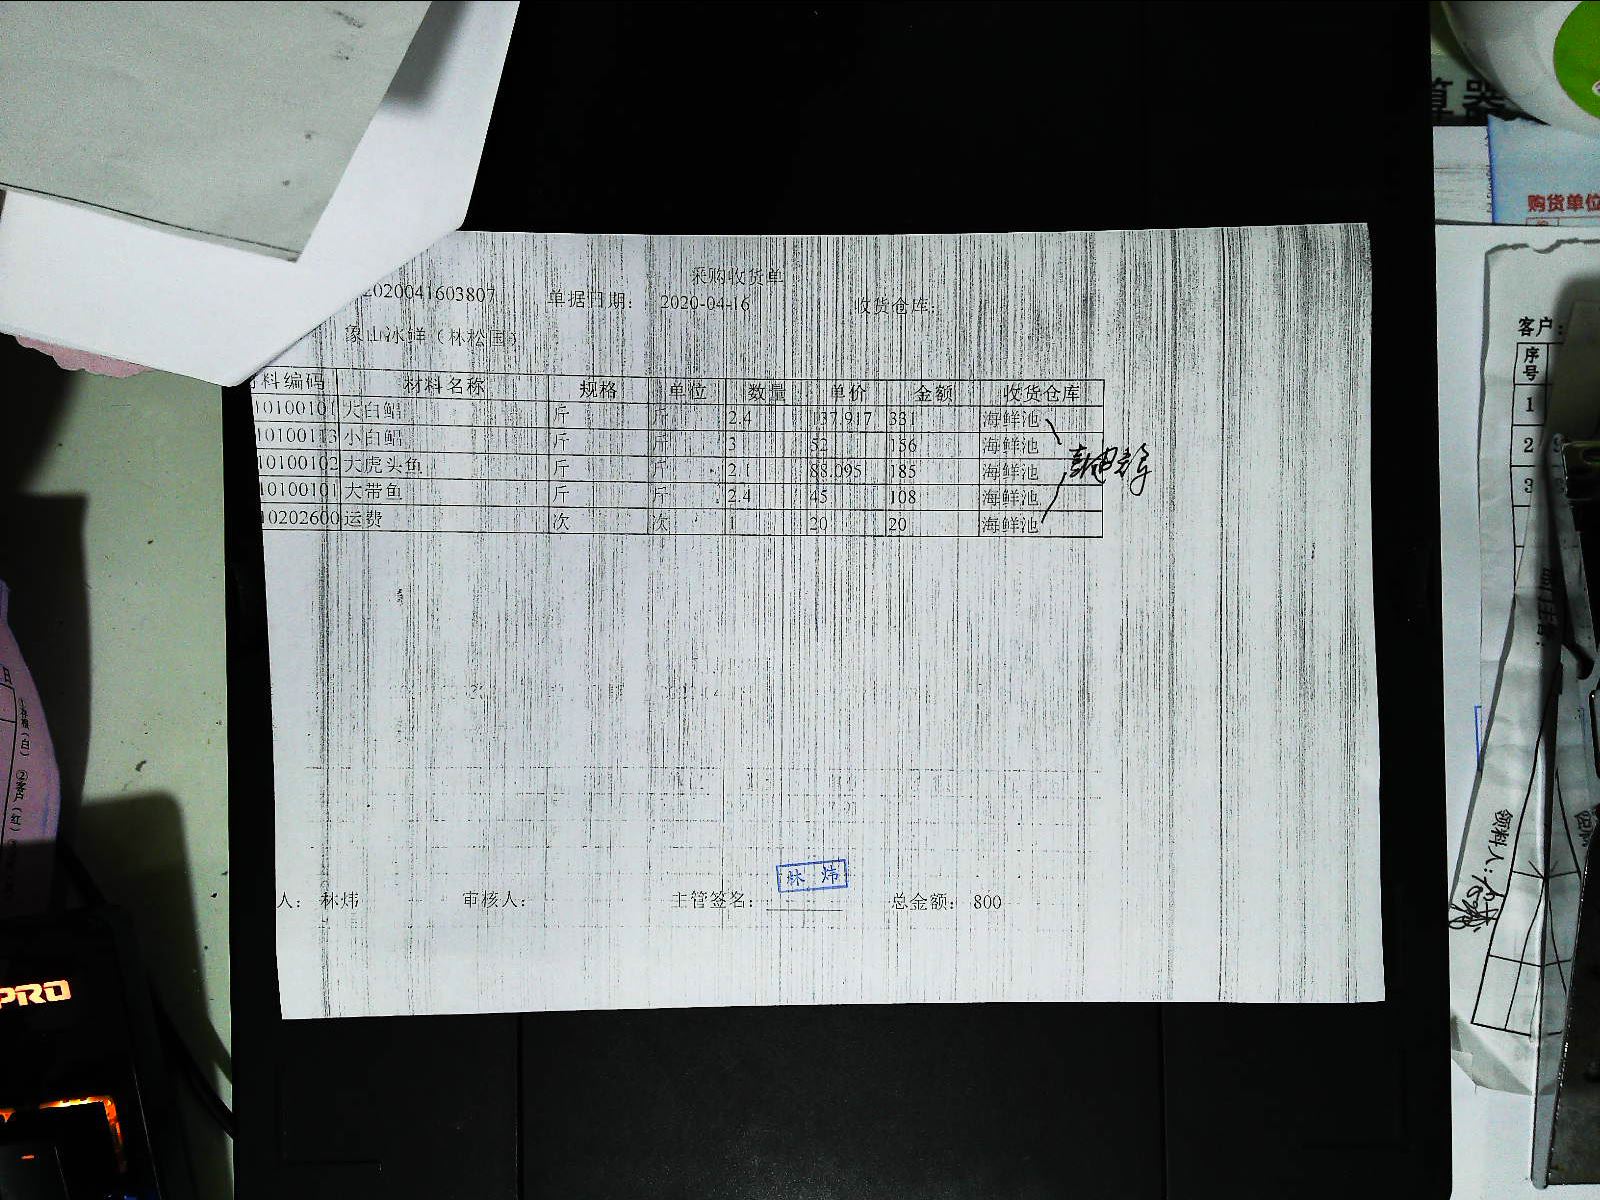 采购收货单
2020041603807 单据日期： 2020-04-16 收货仓库：
象山冰鲜（林松国）
料编码 材料名称 规格 单位 数量 单价 金额 收货仓库
10100101 大白鲳 斤 斤 2.4 137.917 331 海鲜池
10100113 小白鲳 斤 斤 3 52 156 海鲜池
10100102 大虎头鱼 斤 斤 2.1 88.095 185 海鲜池
10100101 大带鱼 斤 斤 2.4 45 108 海鲜池
10202600 运费 次 次 1 20 20 海鲜池
林炜
人： 林炜 审核人： 主管签名： 总金额： 800
算器
购货单位
客户：
序号
1
2
3
领料人：
PRO